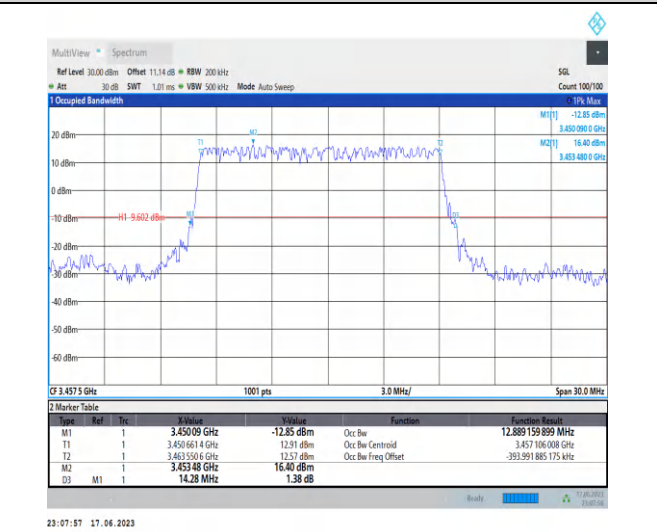 MultiView Spectrum
Ref Level 30.00 dBm Offset 11.14 dB RBW 200 kHz SGL
Att 30 dB SWT 1.01 ms VBW 500 kHz Mode Auto Sweep Count 100/100
1 Occupied Bandwidth 1Pk Max
M1[1] -12.85 dBm
3.450 090 0 GHz
M2[1] 16.40 dBm
3.453 480 0 GHz
20 dBm
T1 M2 T2
10 dBm
0 dBm
-10 dBm
H1 -9.602 dBm
D3
-20 dBm
-30 dBm
-40 dBm
-50 dBm
-60 dBm
CF 3.457 5 GHz 1001 pts 3.0 MHz/ Span 30.0 MHz
2 Marker Table
Type Ref Trc X-Value Y-Value Function Function Result
M1 1 3.45009 GHz -12.85 dBm Occ Bw 12.889 159 899 MHz
T1 1 3.450 661 4 GHz 12.91 dBm Occ Bw Centroid 3.457 106 008 GHz
T2 1 3.463 550 6 GHz 12.57 dBm Occ Bw Freq Offset -393.991 885 175 kHz
M2 1 3.45348 GHz 16.40 dBm
D3 M1 1 14.28 MHz 1.38 dB
Ready 17.06.2023
23:07:57 17.06.2023